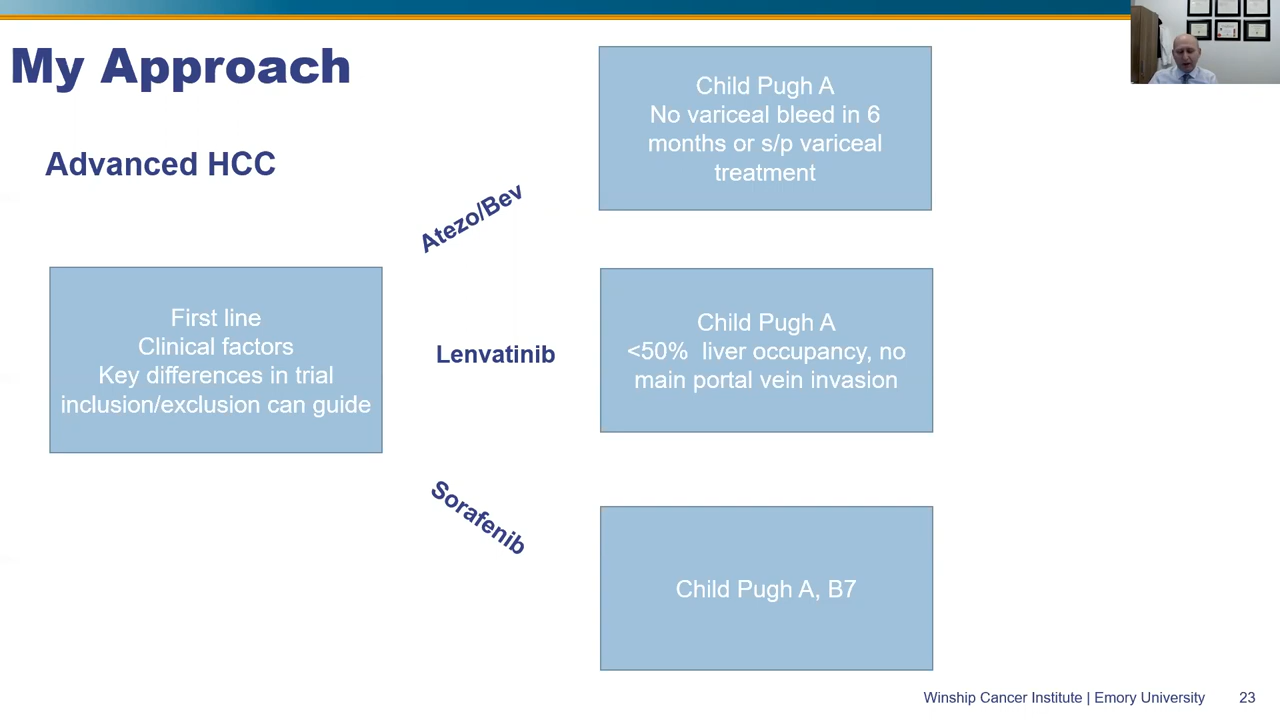 My Approach
Advanced HCC
First line
Clinical factors
Key differences in trial
inclusion/exclusion can guide
Atezo/Bev
Lenvatinib
Sorafenib
Child Pugh A
No variceal bleed in 6
months or s/p variceal
treatment
Child Pugh A
<50% liver occupancy, no
main portal vein invasion
Child Pugh A, B7
Winship Cancer Institute | Emory University 23